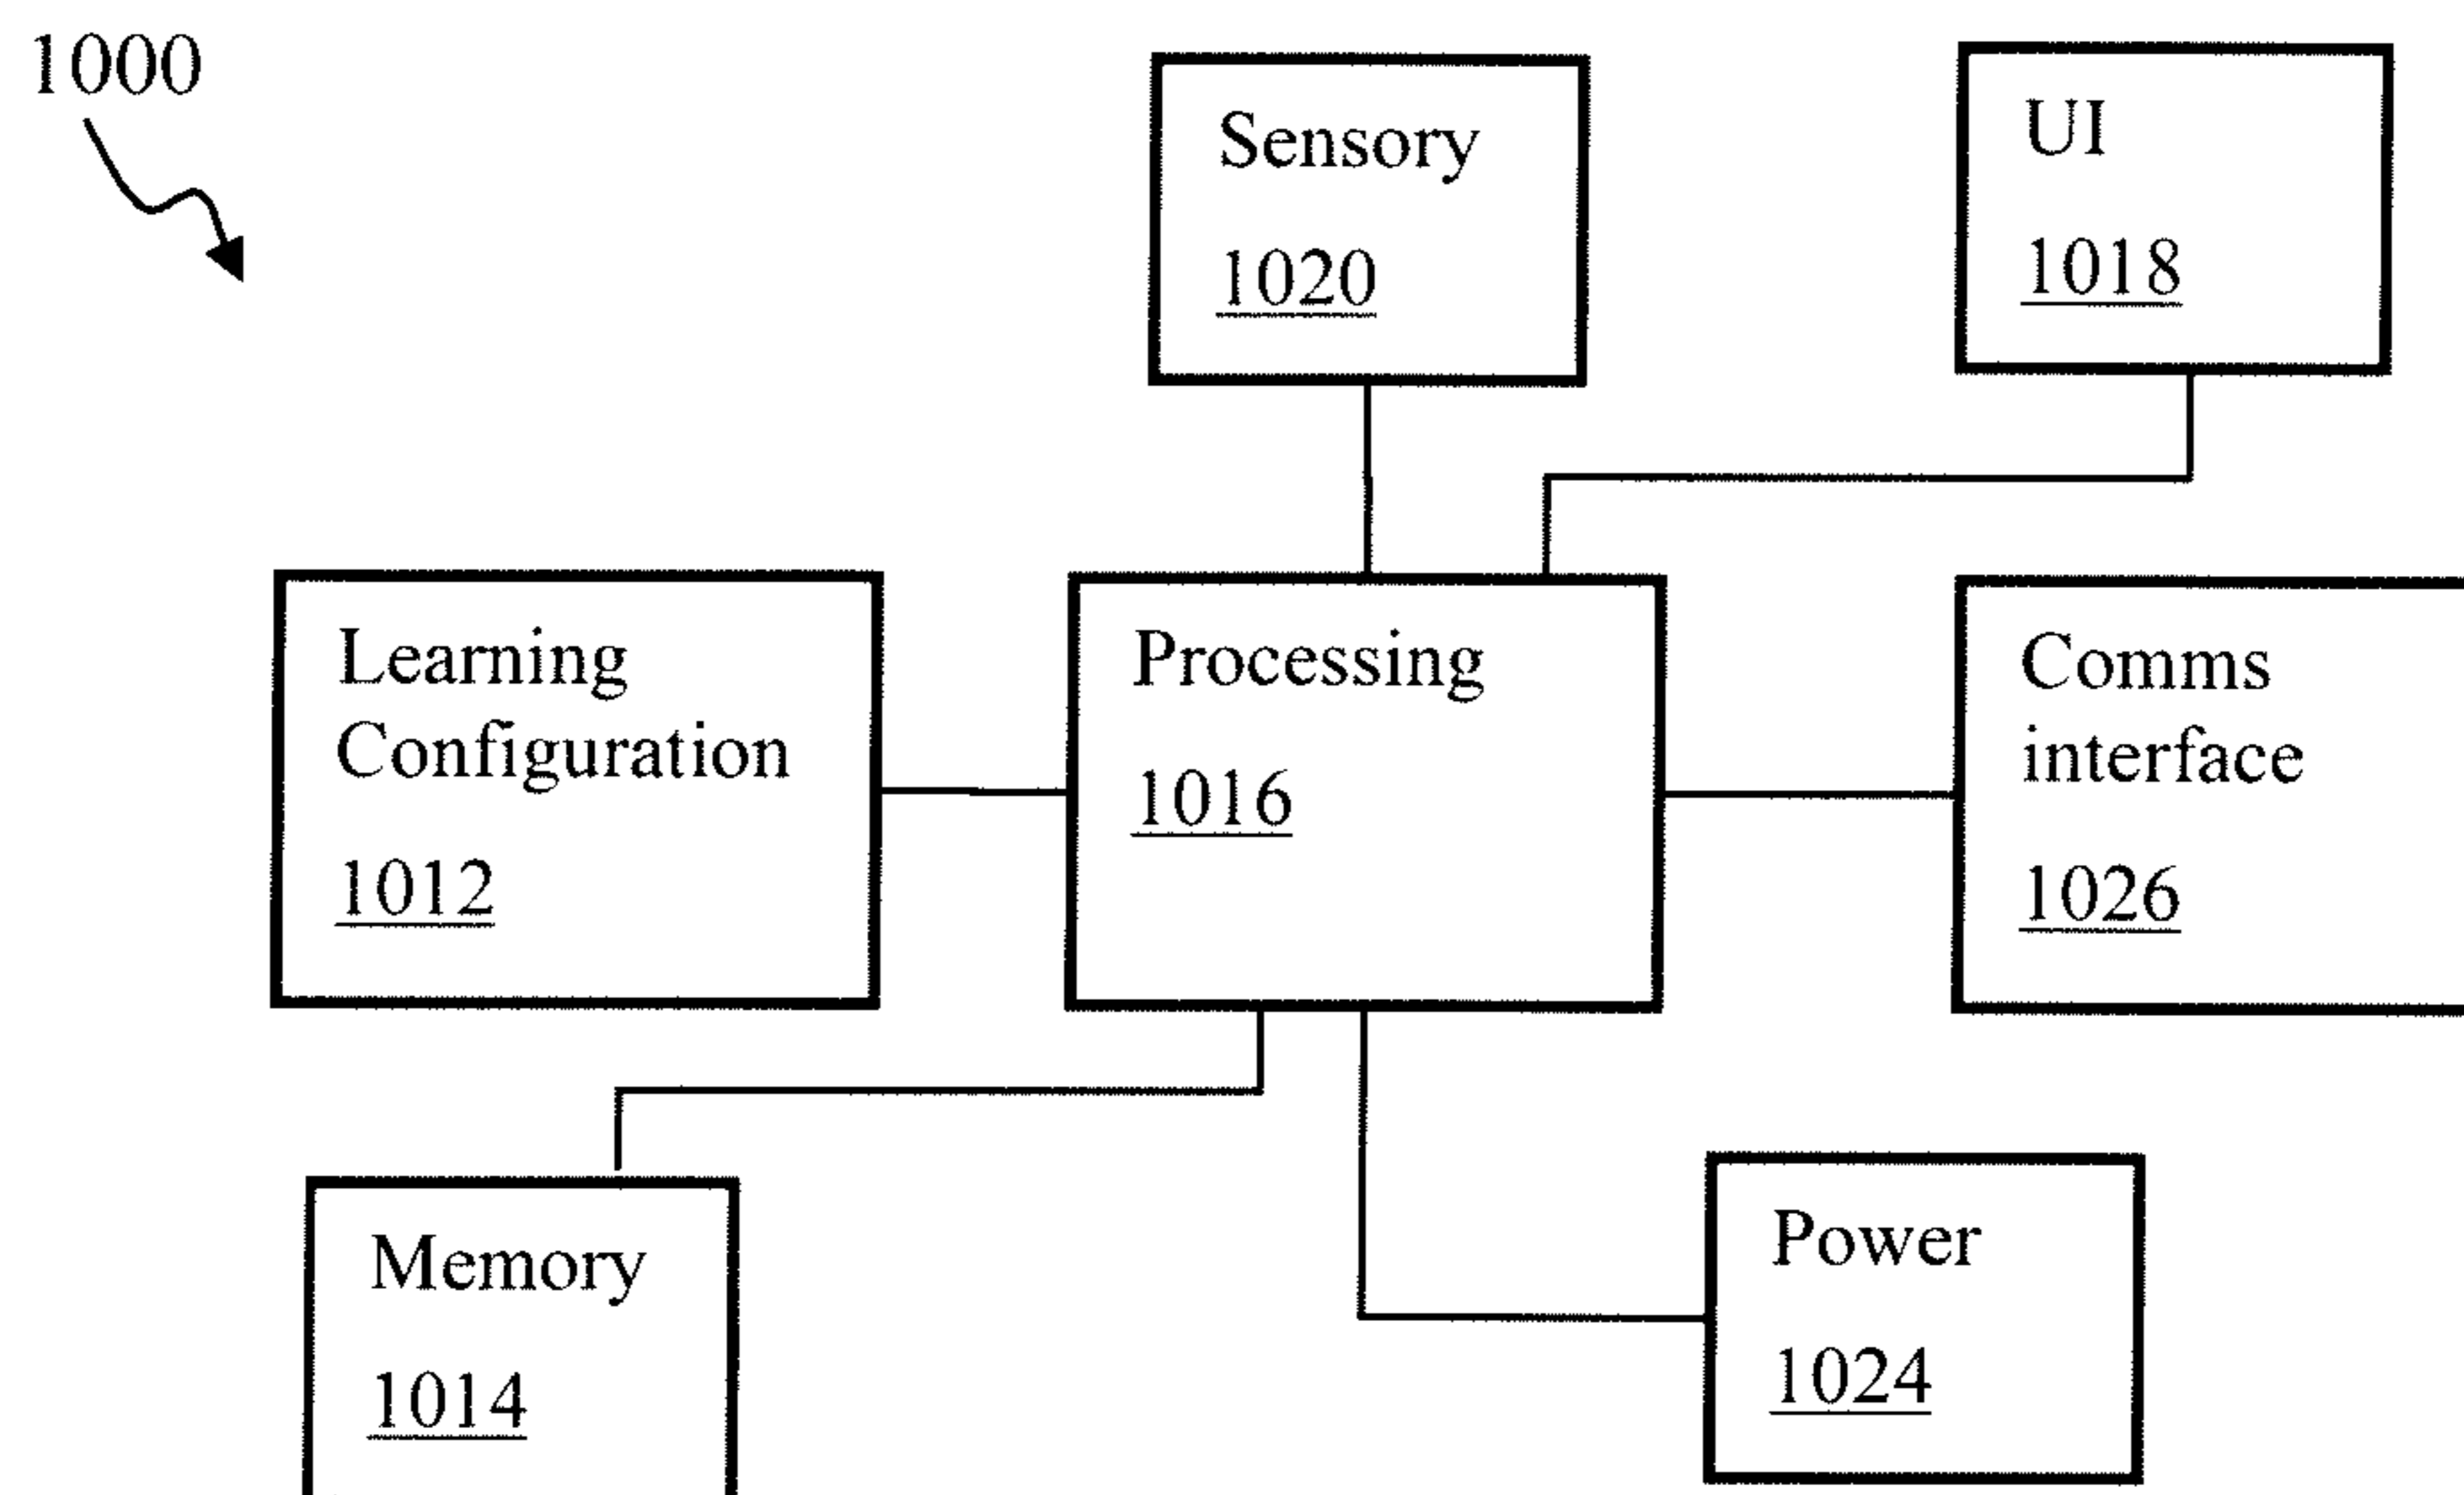 1000
Sensory
1020
UI
1018
Learning
Configuration
1012
Processing
1016
Comms
interface
1026
Memory
1014
Power
1024